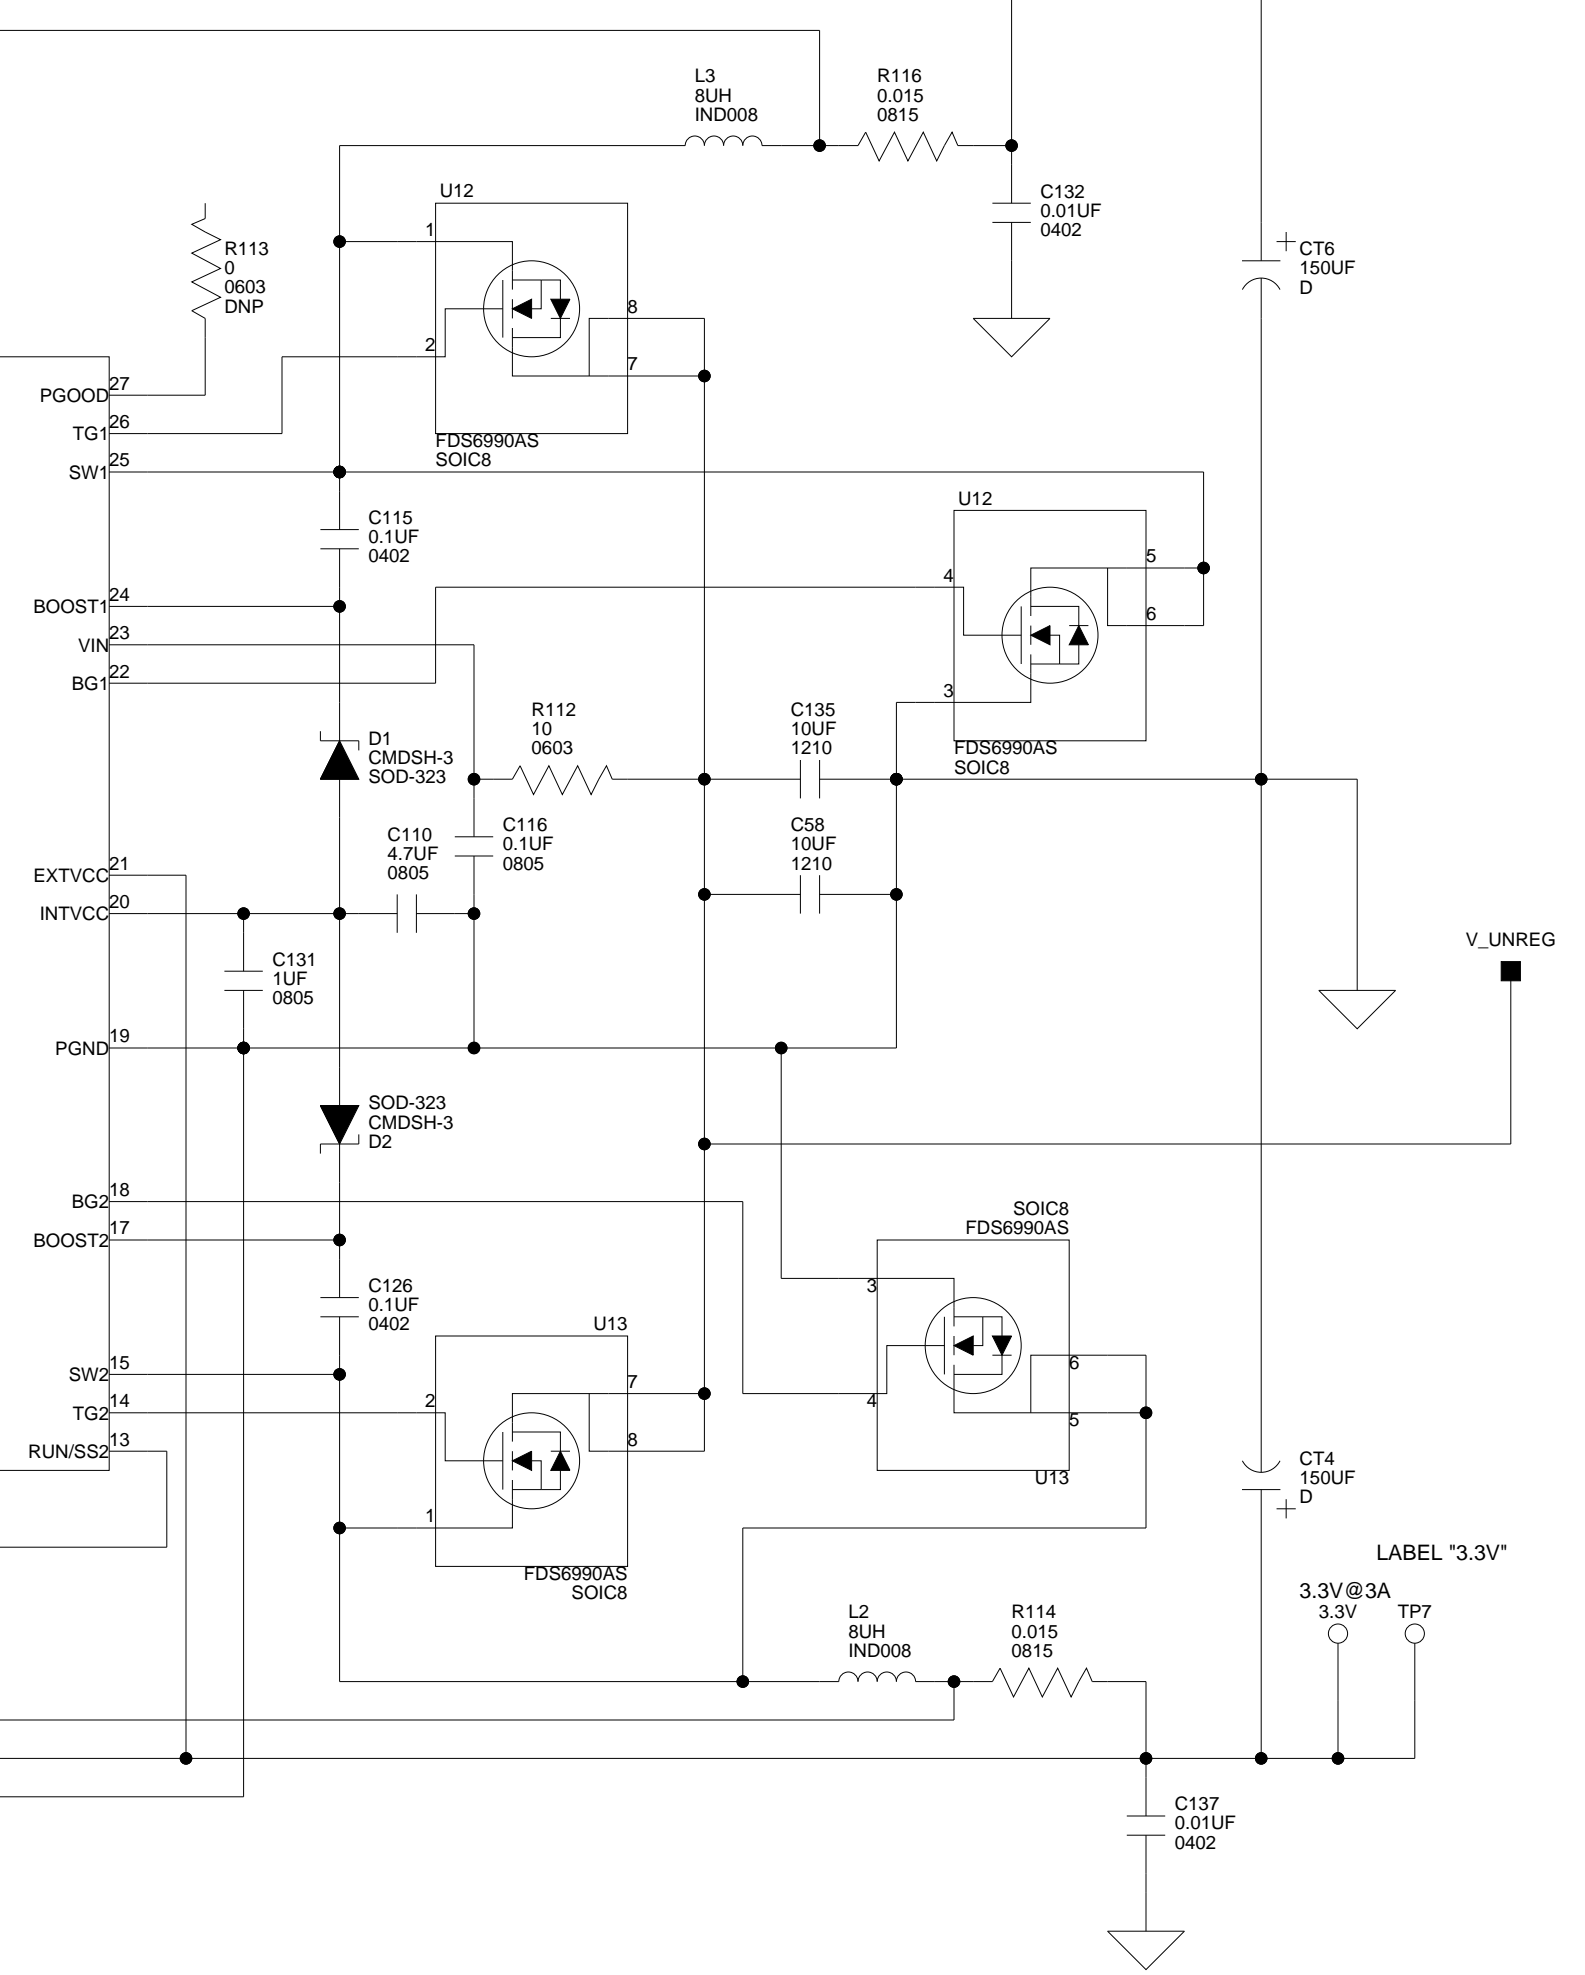 L3
8UH
IND008
R116
0.015
0815
U12
1
2
8
7
FDS6990AS
SOIC8
C132
0.01UF
0402
CT6
150UF
D
R113
0
0603
DNP
PGOOD
27
TG1
26
SW1
25
C115
0.1UF
0402
U12
4
5
6
3
FDS6990AS
SOIC8
BOOST1
24
VIN
23
BG1
22
D1
CMDSH-3
SOD-323
R112
10
0603
C135
10UF
1210
C110
4.7UF
0805
C116
0.1UF
0805
C58
10UF
1210
EXTVCC
21
INTVCC
20
C131
1UF
0805
V_UNREG
PGND
19
SOD-323
CMDSH-3
D2
BG2
18
BOOST2
17
SOIC8
FDS6990AS
3
4
6
5
U13
C126
0.1UF
0402
U13
2
7
8
1
FDS6990AS
SOIC8
SW2
15
TG2
14
RUN/SS2
13
CT4
150UF
D
LABEL "3.3V"
3.3V@3A
3.3V
TP7
L2
8UH
IND008
R114
0.015
0815
C137
0.01UF
0402